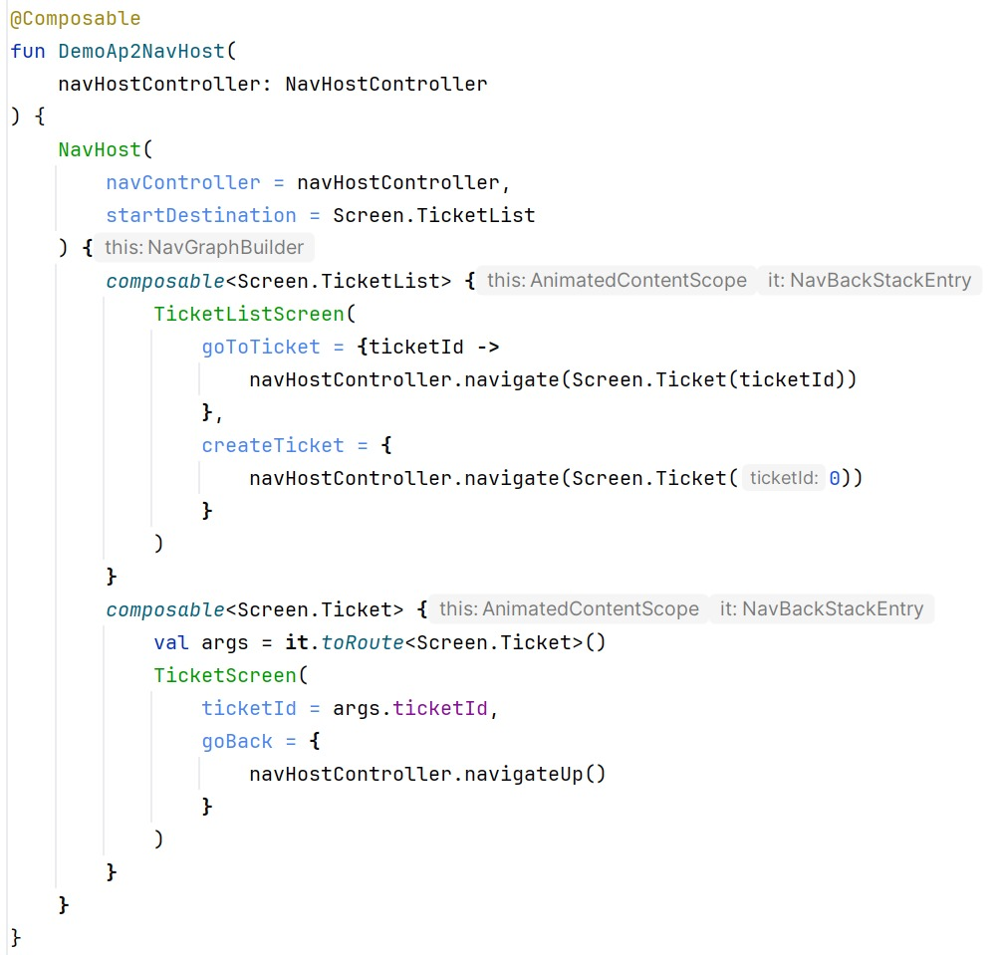 @Composable
fun DemoAp2NavHost(
    navHostController: NavHostController
) {
    NavHost(
        navController = navHostController,
        startDestination = Screen.TicketList
    ) { this: NavGraphBuilder
        composable<Screen.TicketList> { this: AnimatedContentScope it: NavBackStackEntry
            TicketListScreen(
                goToTicket = {ticketId ->
                    navHostController.navigate(Screen.Ticket(ticketId))
                },
                createTicket = {
                    navHostController.navigate(Screen.Ticket( ticketId: 0))
                }
            )
        }
        composable<Screen.Ticket> { this: AnimatedContentScope it: NavBackStackEntry
            val args = it.toRoute<Screen.Ticket>()
            TicketScreen(
                ticketId = args.ticketId,
                goBack = {
                    navHostController.navigateUp()
                }
            )
        }
    }
}